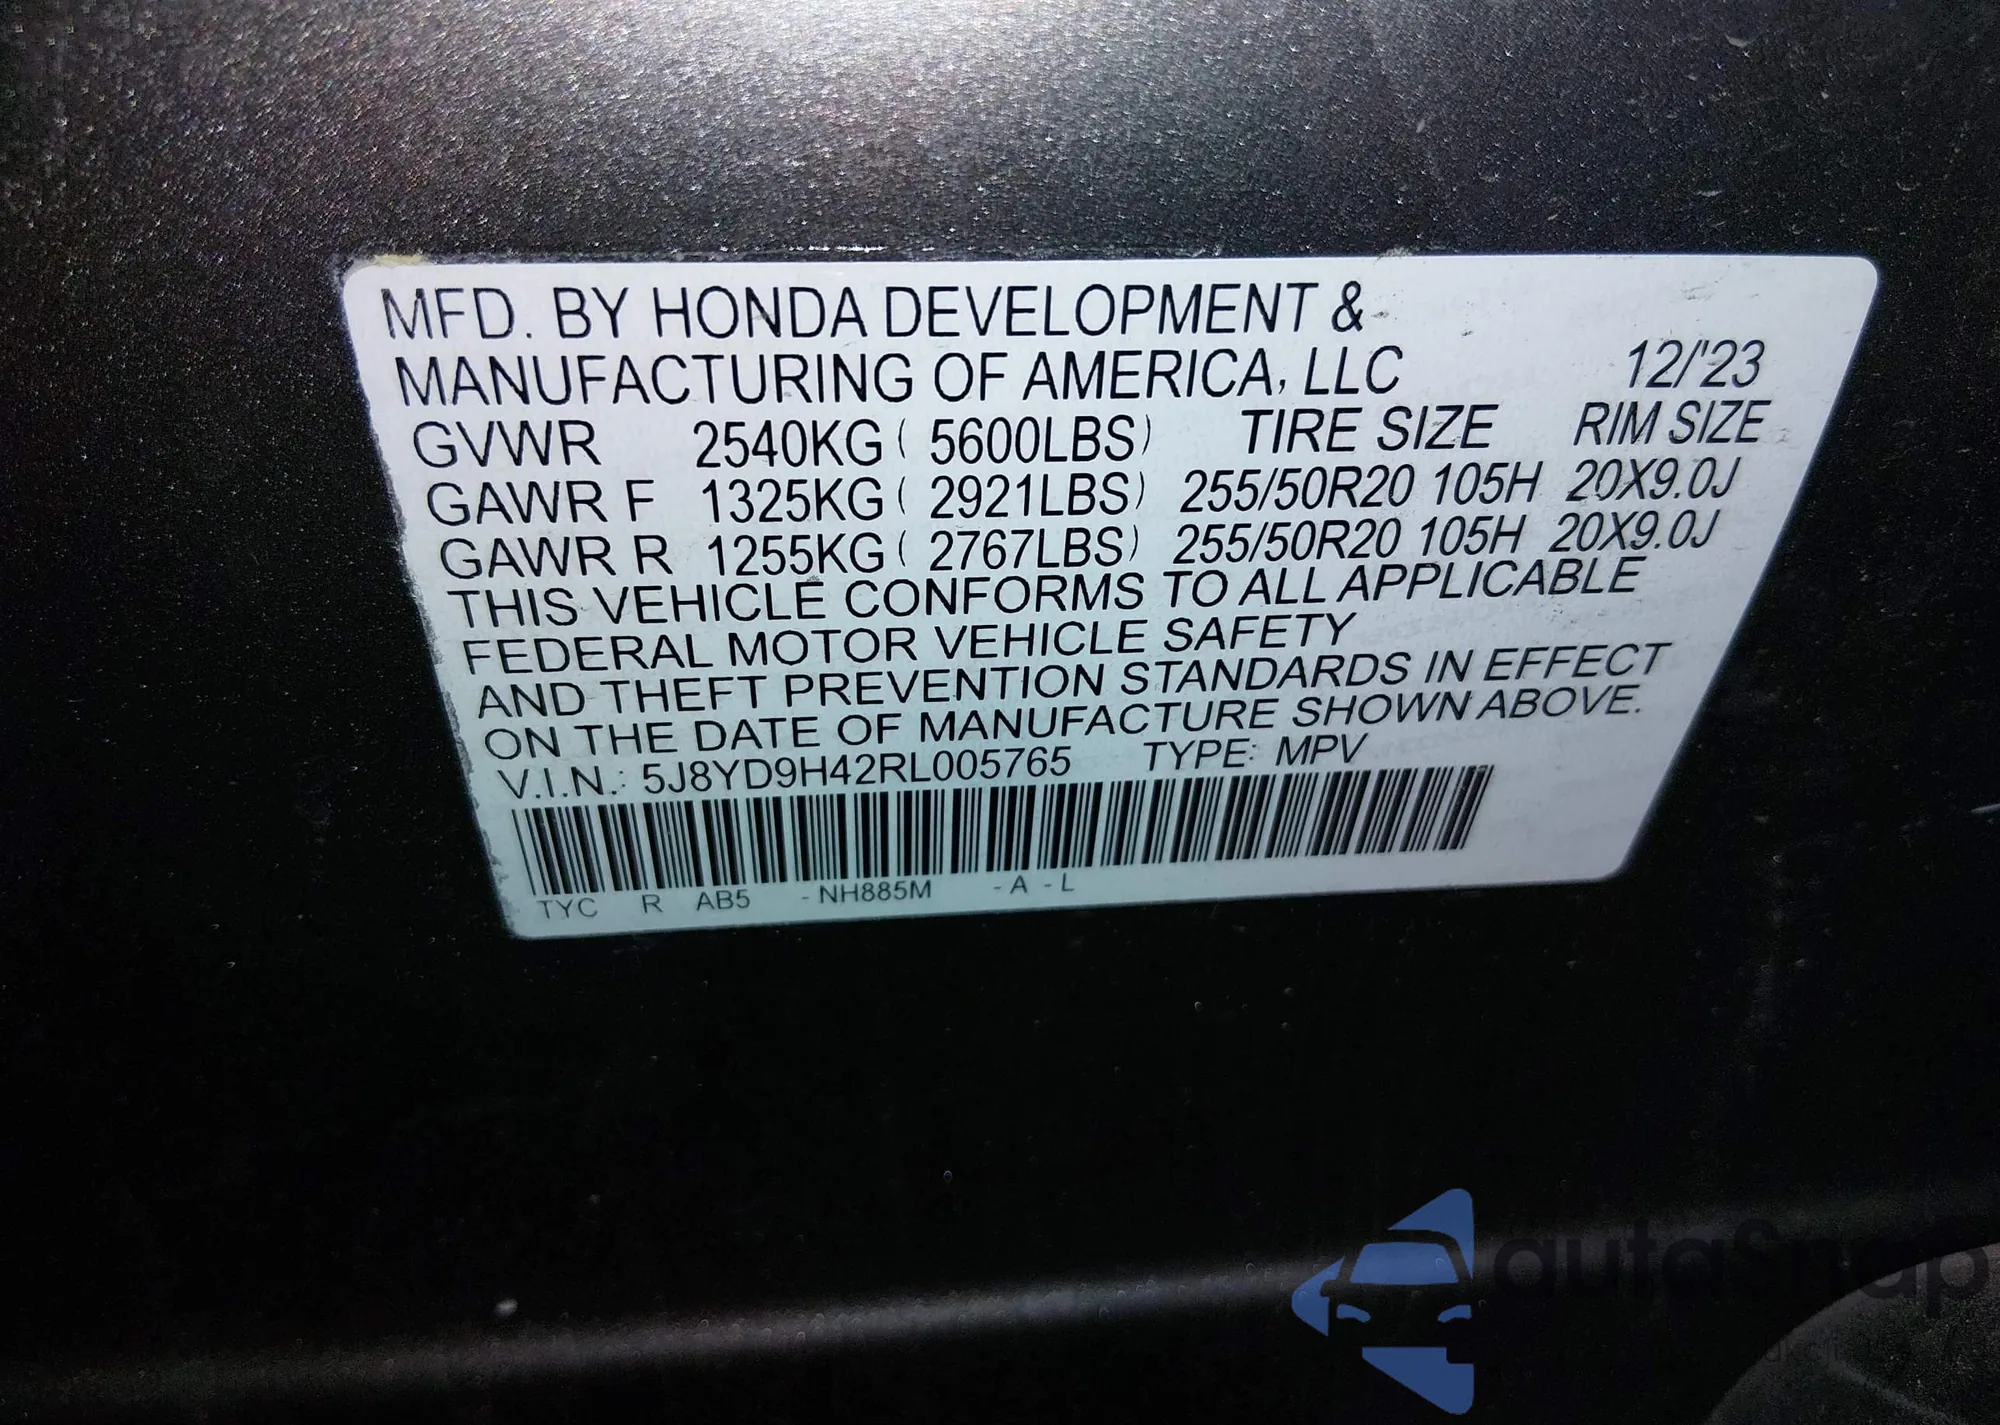 MFD. BY HONDA DEVELOPMENT &
MANUFACTURING OF AMERICA, LLC 12/'23
GVWR 2540KG ( 5600LBS) TIRE SIZE RIM SIZE
GAWR F 1325KG ( 2921LBS) 255/50R20 105H 20X9.0J
GAWR R 1255KG ( 2767LBS) 255/50R20 105H 20X9.0J
THIS VEHICLE CONFORMS TO ALL APPLICABLE
FEDERAL MOTOR VEHICLE SAFETY
AND THEFT PREVENTION STANDARDS IN EFFECT
ON THE DATE OF MANUFACTURE SHOWN ABOVE.
V.I.N.: 5J8YD9H42RL005765 TYPE: MPV
TYC R AB5 -NH885M -A -L
autaSnap